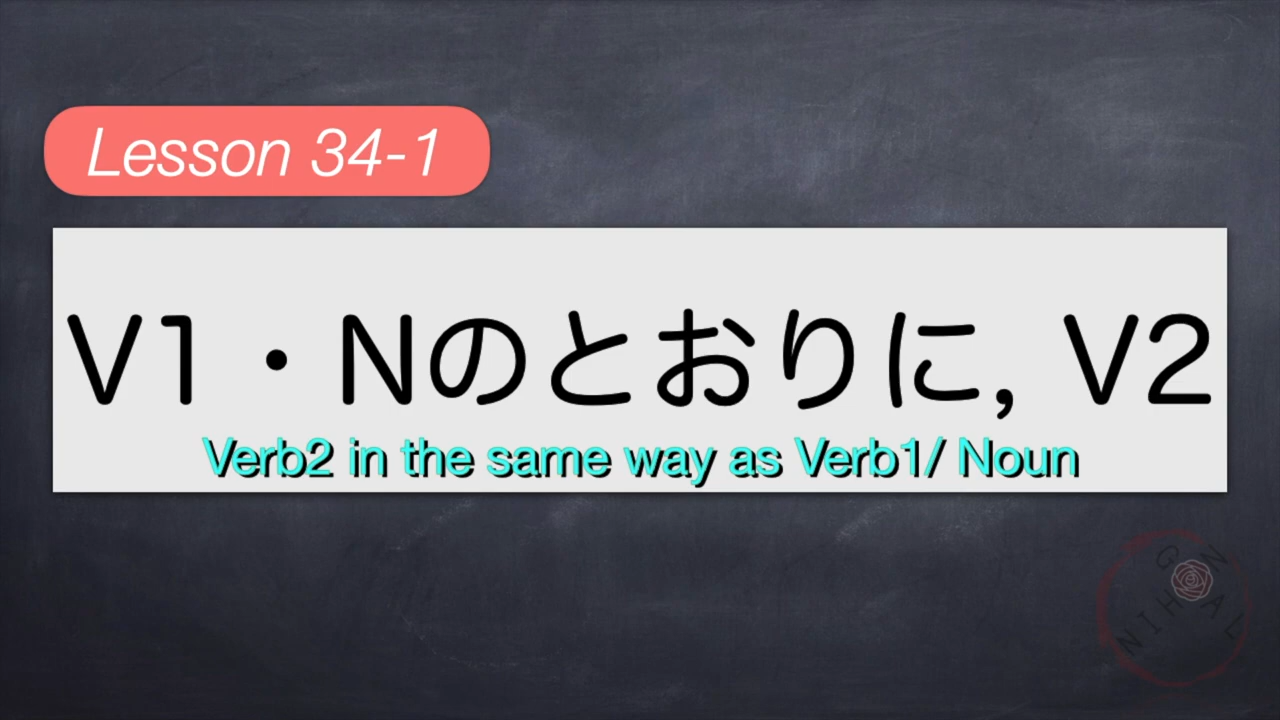 Lesson 34-1
V1・Nのとおりに, V2
Verb2 in the same way as Verb1/ Noun